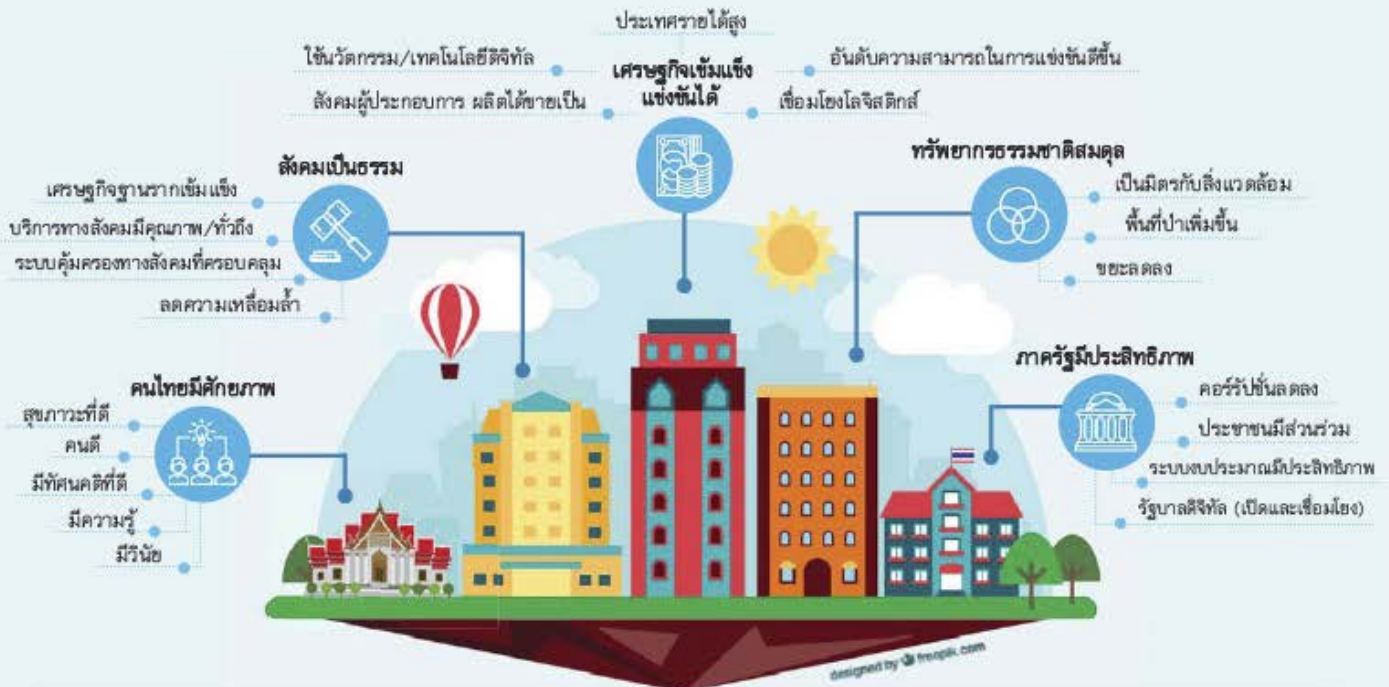 ประเทศรายได้สูง
ใช้นวัตกรรม/เทคโนโลยีดิจิทัล
เศรษฐกิจเข้มแข็ง
แข่งขันได้
อันดับความสามารถในการแข่งขันดีขึ้น
สังคมผู้ประกอบการ ผลิตได้ขายเป็น
เชื่อมโยงโลจิสติกส์
สังคมเป็นธรรม
เศรษฐกิจฐานรากเข้มแข็ง
บริการทางสังคมมีคุณภาพ/ทั่วถึง
ระบบคุ้มครองทางสังคมที่ครอบคลุม
ลดความเหลื่อมล้ำ
ทรัพยากรธรรมชาติสมดุล
เป็นมิตรกับสิ่งแวดล้อม
พื้นที่ป่าเพิ่มขึ้น
ขยะลดลง
คนไทยมีศักยภาพ
สุขภาวะที่ดี
คนดี
มีทัศนคติที่ดี
มีความรู้
มีวินัย
ภาครัฐมีประสิทธิภาพ
คอร์รัปชั่นลดลง
ประชาชนมีส่วนร่วม
ระบบงบประมาณมีประสิทธิภาพ
รัฐบาลดิจิทัล (เปิดและเชื่อมโยง)
designed by freepik.com